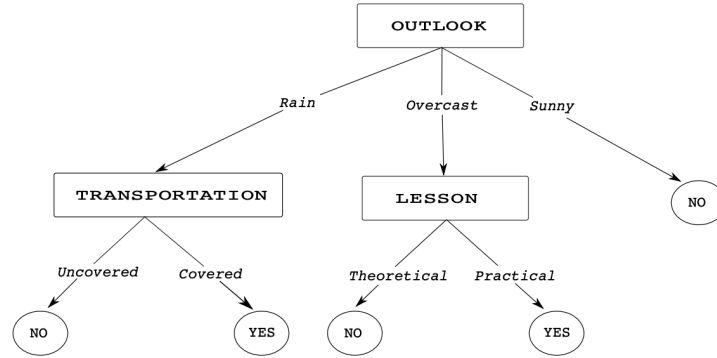 OUTLOOK
Rain
Overcast
Sunny
TRANSPORTATION
LESSON
NO
Uncovered
Covered
Theoretical
Practical
NO
YES
NO
YES